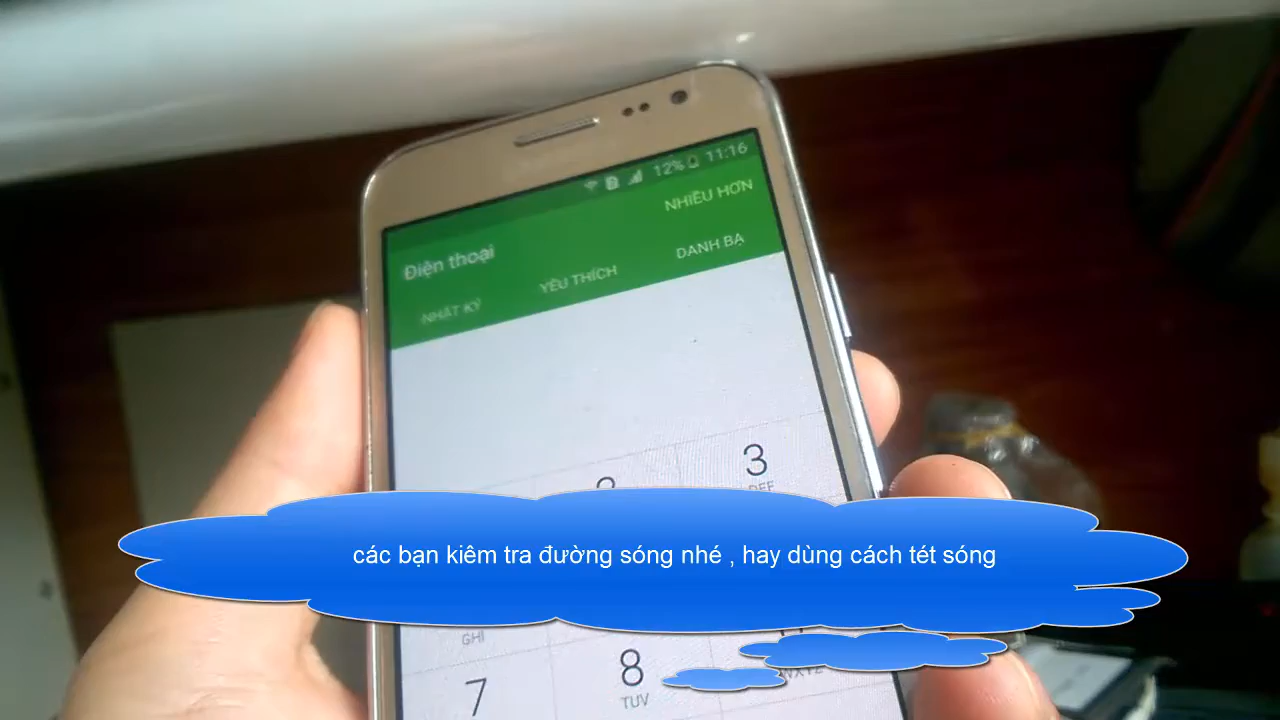 12% 11:16
NHIỀU HƠN
Điện thoại
NHẬT KÝ YÊU THÍCH DANH BẠ
3
DEF
các bạn kiêm tra đường sóng nhé , hay dùng cách tét sóng
GHI
7 8
TUV